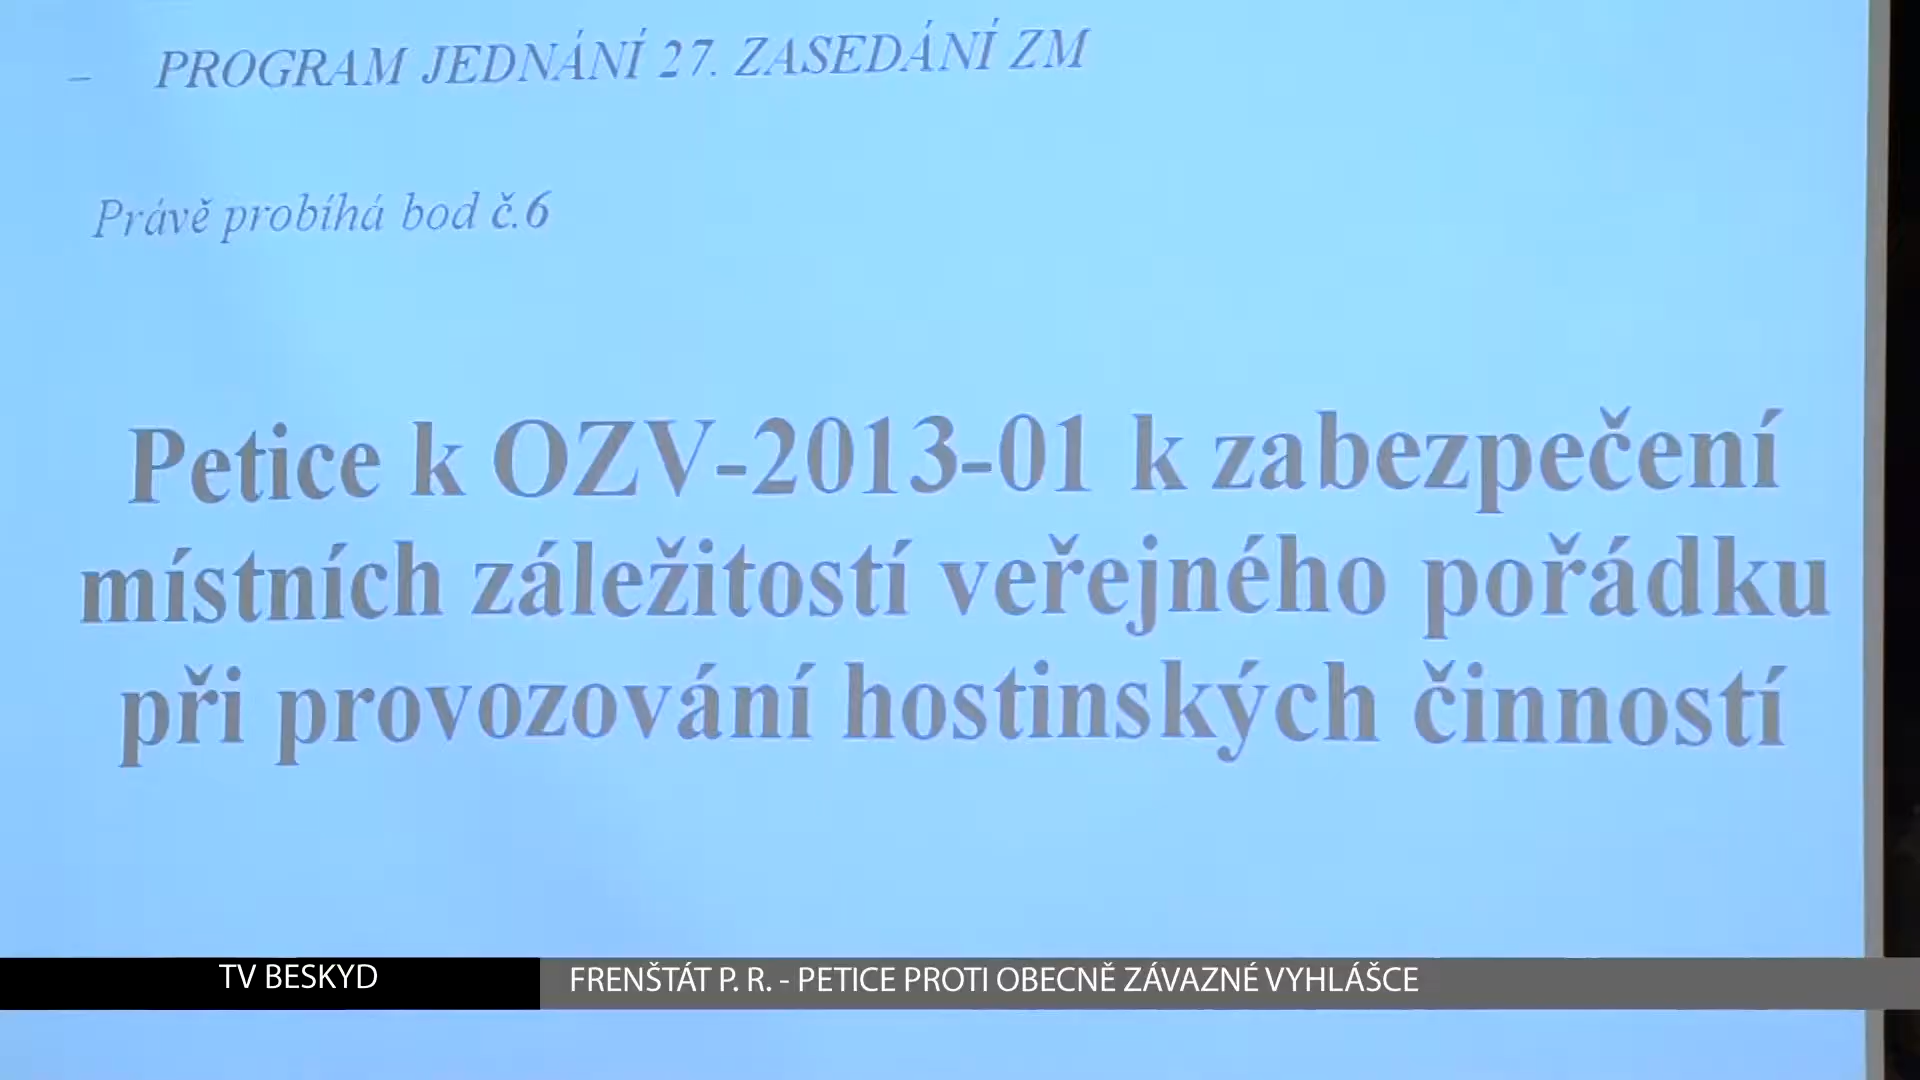 – PROGRAM JEDNÁNÍ 27. ZASEDÁNÍ ZM
Právě probíhá bod č.6
Petice k OZV-2013-01 k zabezpečení
místních záležitostí veřejného pořádku
při provozování hostinských činností
TV BESKYD
FRENŠTÁT P. R. - PETICE PROTI OBECNĚ ZÁVAZNÉ VYHLÁŠCE